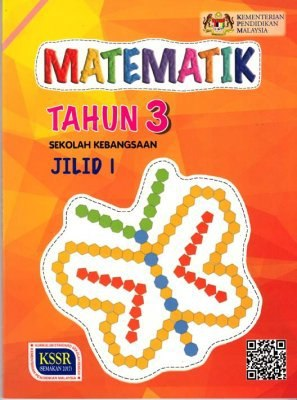 KEMENTERIAN
PENDIDIKAN
MALAYSIA
MATEMATIK
TAHUN 3
SEKOLAH KEBANGSAAN
JILID 1
KSSR
(SEMAKAN 2017)